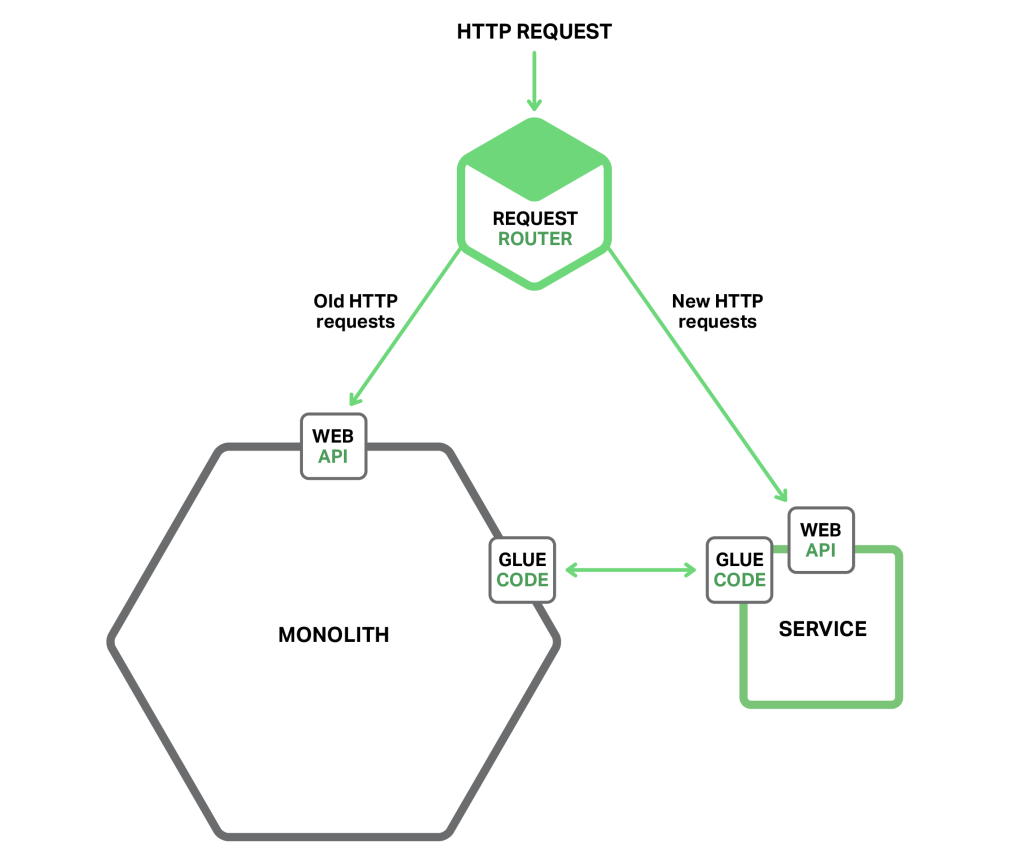 HTTP REQUEST
REQUEST
ROUTER
Old HTTP
requests
New HTTP
requests
WEB
API
GLUE
CODE
GLUE
CODE
WEB
API
MONOLITH
SERVICE